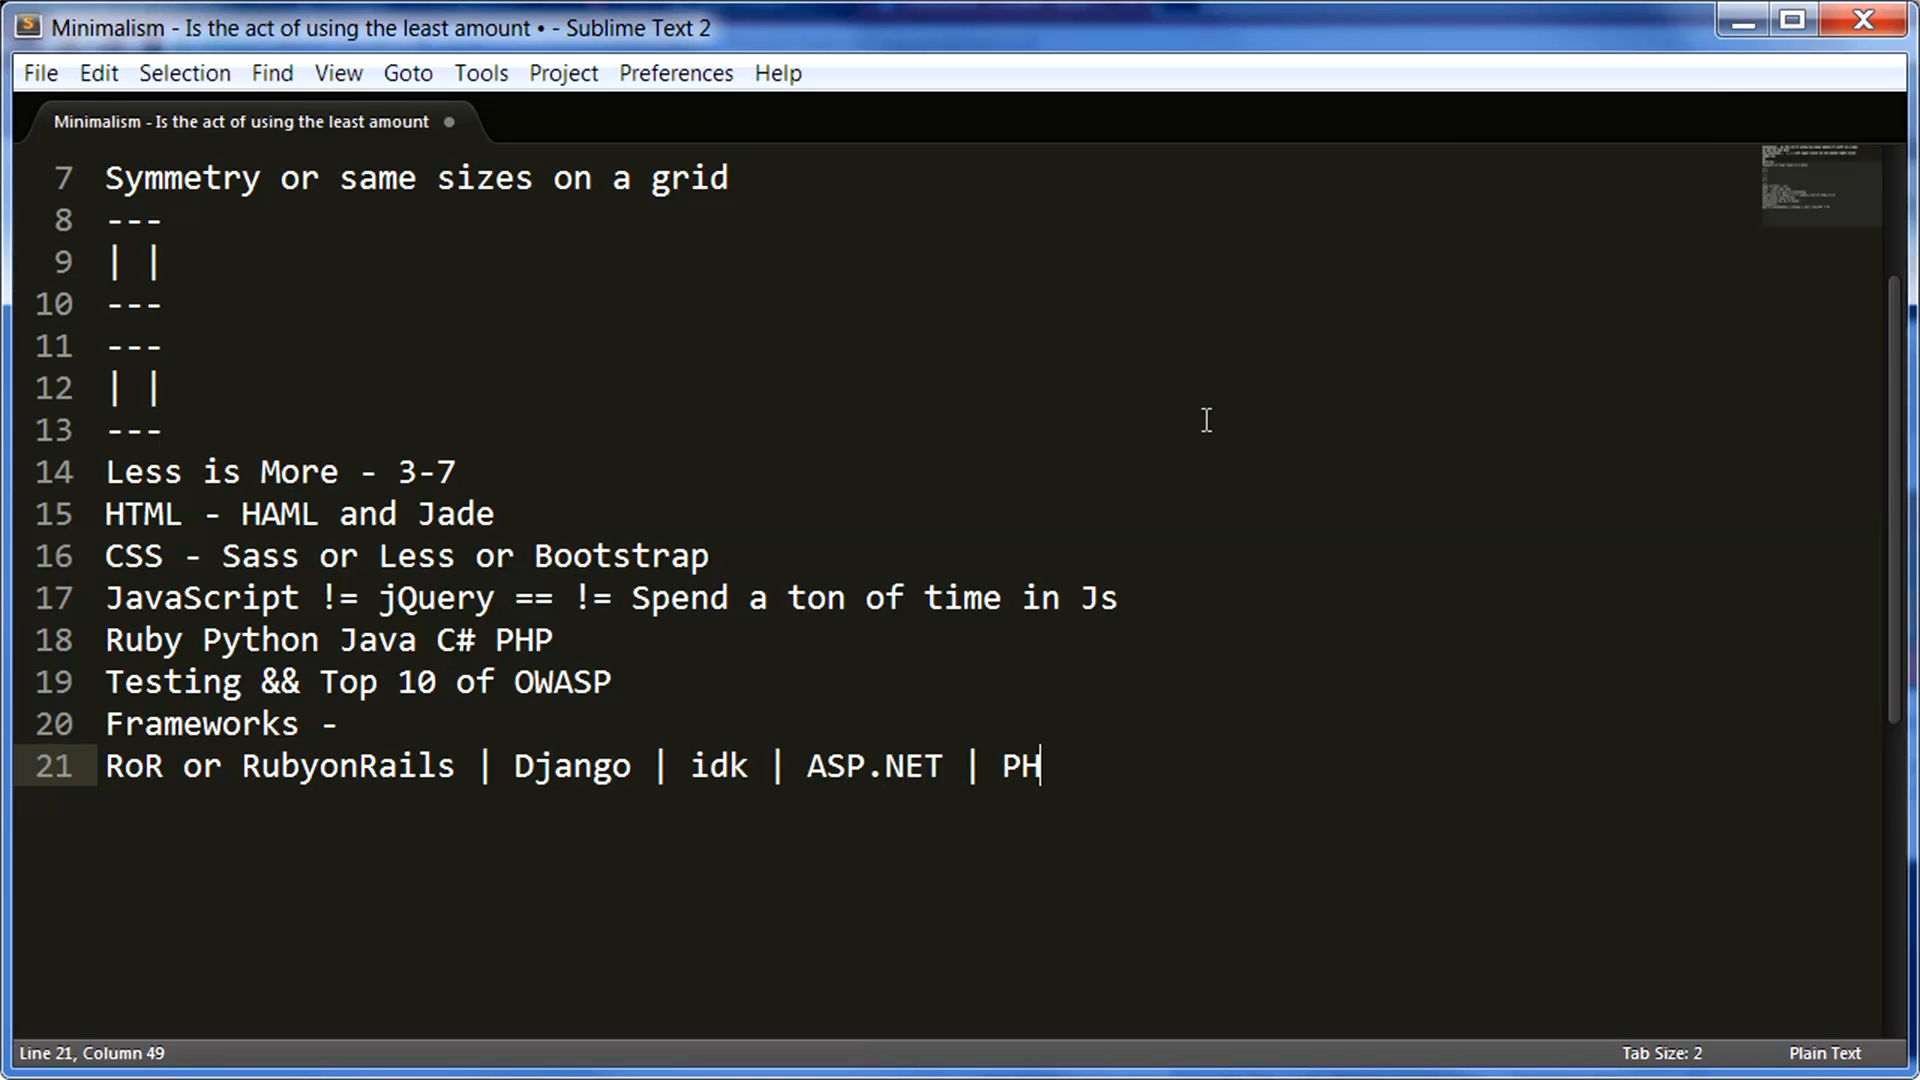 Minimalism - Is the act of using the least amount • - Sublime Text 2
File Edit Selection Find View Goto Tools Project Preferences Help
Minimalism - Is the act of using the least amount
7 Symmetry or same sizes on a grid
8 ---
9 | |
10 ---
11 ---
12 | |
13 ---
14 Less is More - 3-7
15 HTML - HAML and Jade
16 CSS - Sass or Less or Bootstrap
17 JavaScript != jQuery == != Spend a ton of time in Js
18 Ruby Python Java C# PHP
19 Testing && Top 10 of OWASP
20 Frameworks -
21 RoR or RubyonRails | Django | idk | ASP.NET | PH
Line 21, Column 49
Tab Size: 2
Plain Text